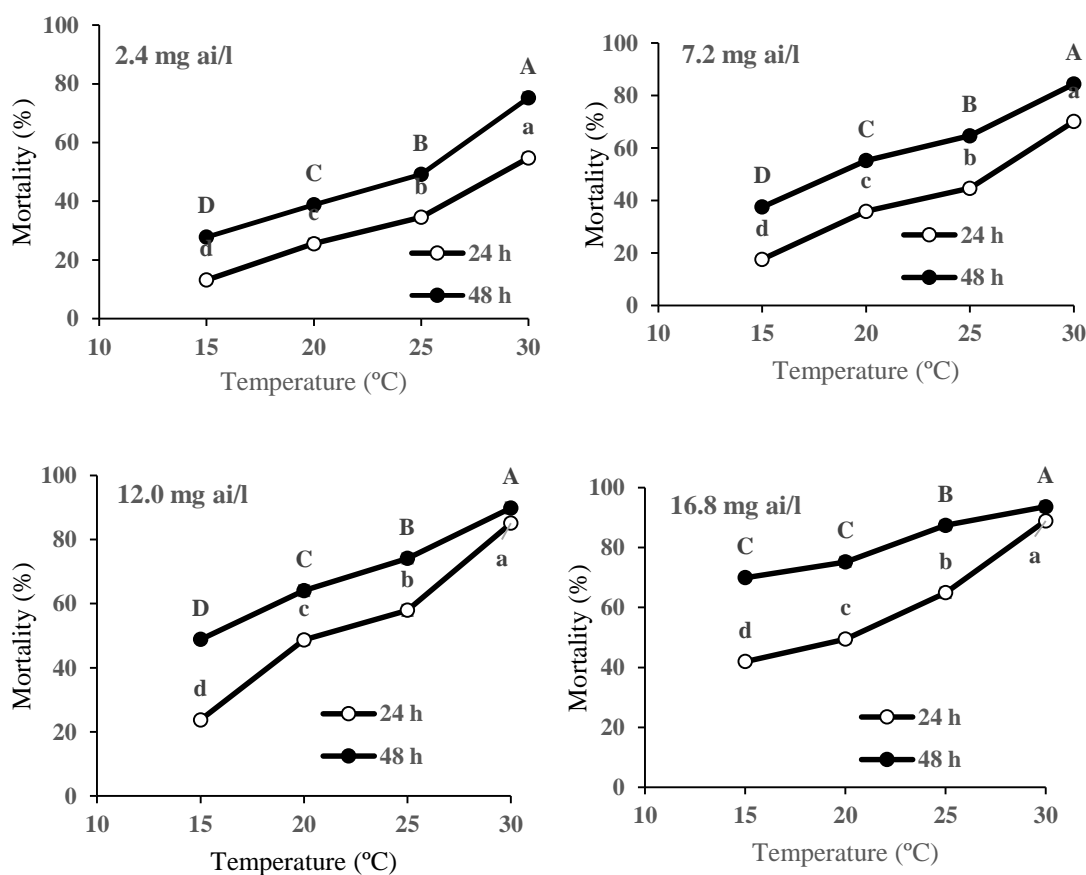 2.4 mg ai/l
Mortality (%)
100
80
60
40
20
0
D
C
B
A
d
c
b
a
24 h
48 h
10
15
20
25
30
Temperature (ºC)
7.2 mg ai/l
Mortality (%)
100
80
60
40
20
0
D
C
B
A
d
c
b
a
24 h
48 h
10
15
20
25
30
Temperature (ºC)
12.0 mg ai/l
Mortality (%)
100
80
60
40
20
0
D
C
B
A
d
c
b
a
24 h
48 h
10
15
20
25
30
Temperature (ºC)
16.8 mg ai/l
Mortality (%)
100
80
60
40
20
0
C
C
B
A
d
c
b
a
24 h
48 h
10
15
20
25
30
Temperature (ºC)